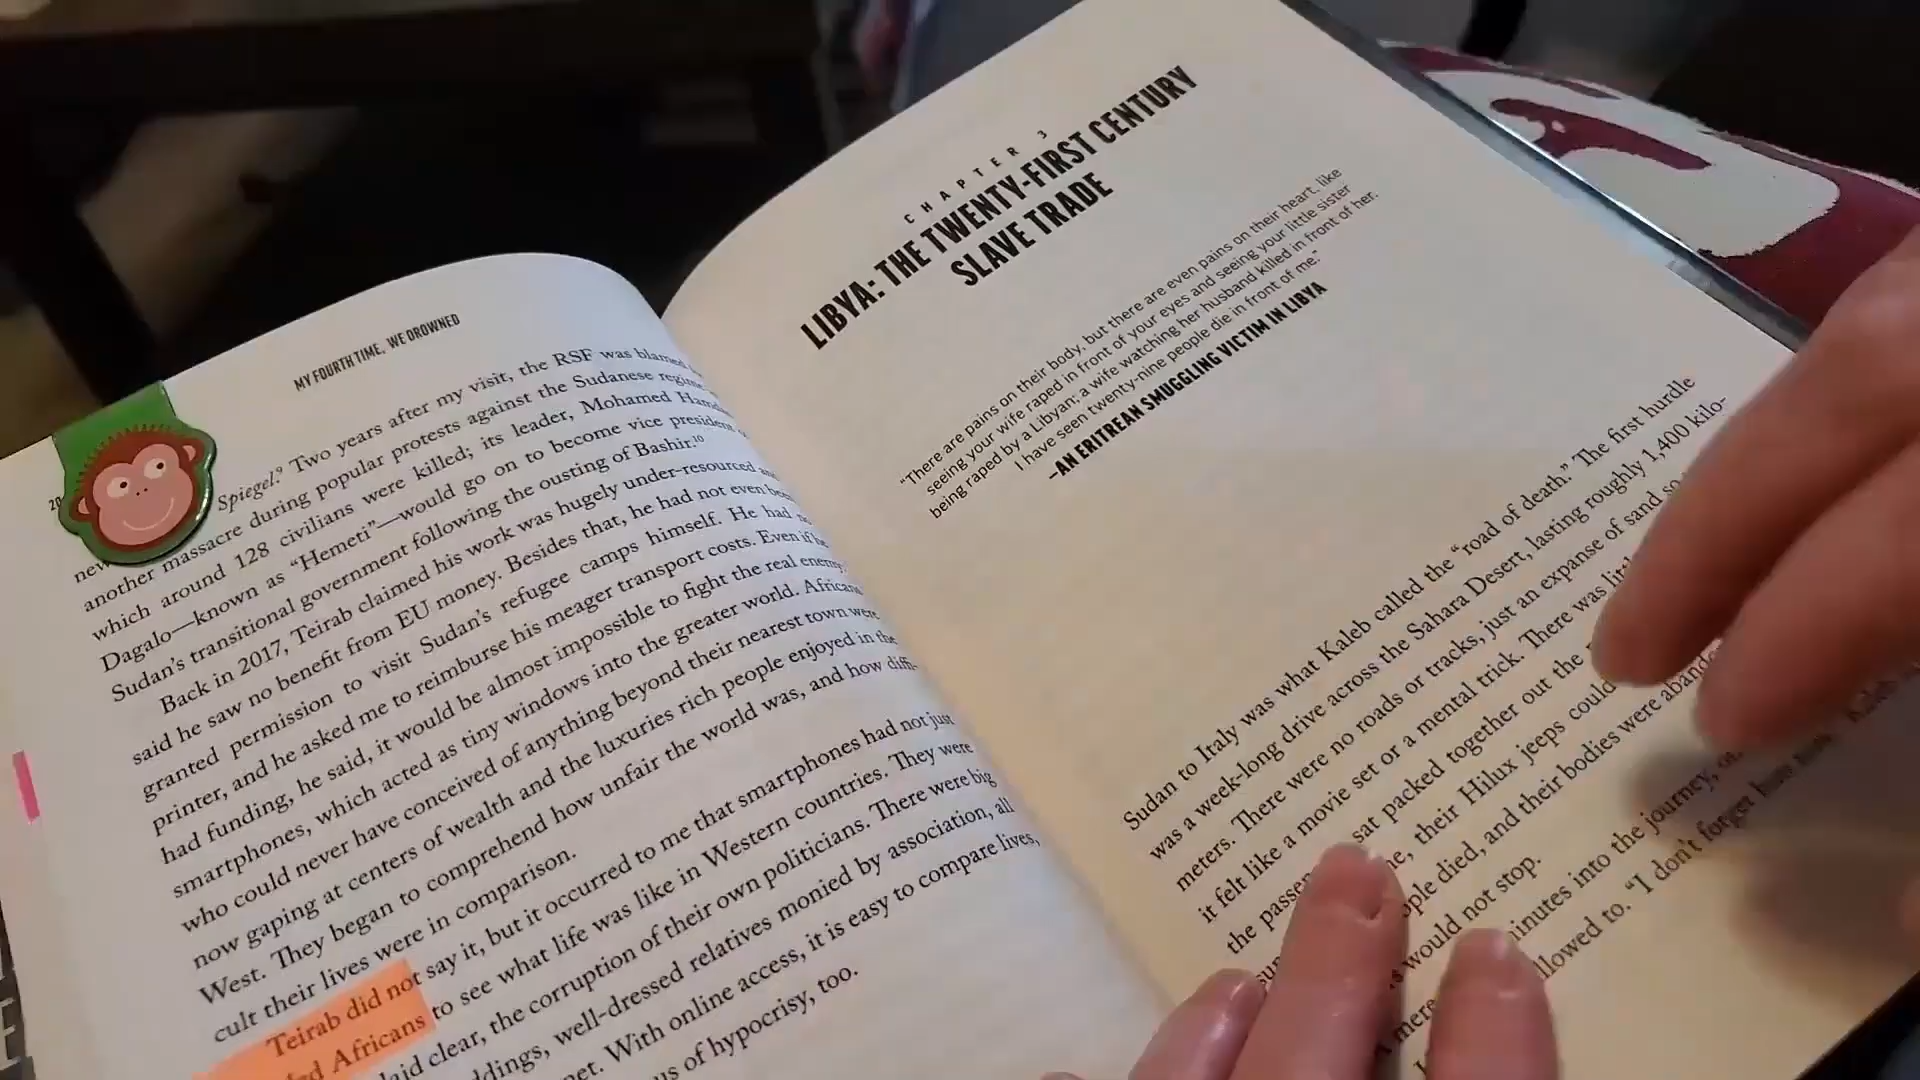 MY FOURTH TIME, WE DROWNED
Spiegel.⁹ Two years after my visit, the RSF was blamed
another massacre during popular protests against the Sudanese regime,
which around 128 civilians were killed; its leader, Mohamed
Dagalo—known as “Hemeti”—would go on to become vice president
Sudan’s transitional government following the ousting of Bashir.¹⁰
Back in 2017, Teirab claimed his work was hugely under-resourced
said he saw no benefit from EU money. Besides that, he had not even been
granted permission to visit Sudan’s refugee camps himself. He had
printer, and he asked me to reimburse his meager transport costs. Even if he
had funding, he said, it would be almost impossible to fight the real enemy:
smartphones, which acted as tiny windows into the greater world. Africans
who could never have conceived of anything beyond their nearest town were
now gaping at centers of wealth and the luxuries rich people enjoyed in the
West. They began to comprehend how unfair the world was, and how diffi-
cult their lives were in comparison.
Teirab did not say it, but it occurred to me that smartphones had not just
Africans to see what life was like in Western countries. They were
laid clear, the corruption of their own politicians. There were big
well-dressed relatives monied by association, all
With online access, it is easy to compare lives,
of hypocrisy, too.
CHAPTER 3
LIBYA: THE TWENTY-FIRST CENTURY
SLAVE TRADE
“There are pains on their body, but there are even pains on their heart, like
seeing your wife raped in front of your eyes and seeing your little sister
being raped by a Libyan; a wife watching her husband killed in front of her.
I have seen twenty-nine people die in front of me.”
—AN ERITREAN SMUGGLING VICTIM IN LIBYA
Sudan to Italy was what Kaleb called the “road of death.” The first hurdle
was a week-long drive across the Sahara Desert, lasting roughly 1,400 kilo-
meters. There were no roads or tracks, just an expanse of sand so
it felt like a movie set or a mental trick. There was
the sat packed together out the
their Hilux jeeps could
died, and their bodies were
would not stop.
A mere minutes into the journey,
allowed to. “I don’t forget